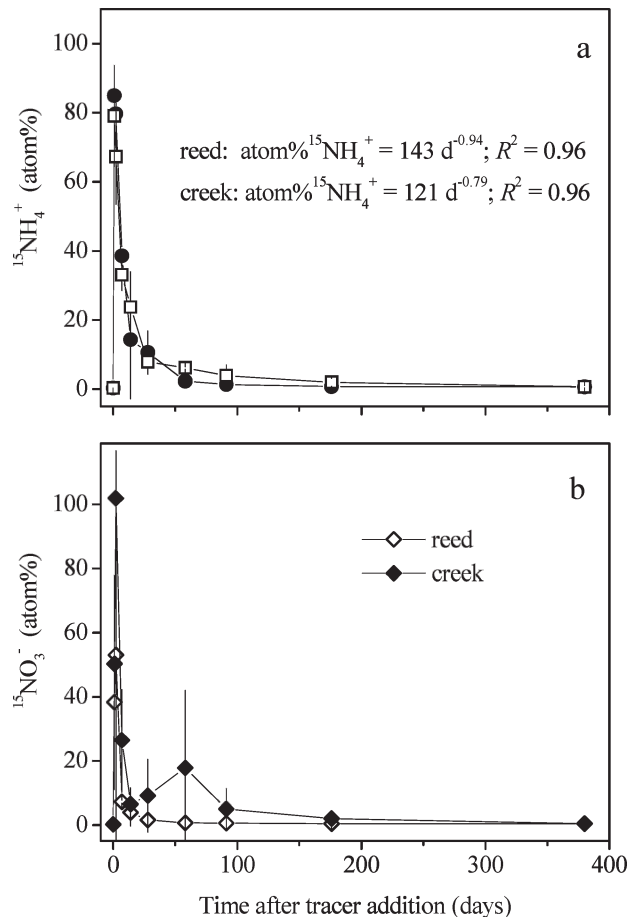 a
100
80
60
40
20
0
¹⁵NH₄⁺ (atom%)
reed: atom%¹⁵NH₄⁺ = 143 d⁻⁰·⁹⁴; R² = 0.96
creek: atom%¹⁵NH₄⁺ = 121 d⁻⁰·⁷⁹; R² = 0.96
b
100
80
60
40
20
0
¹⁵NO₃⁻ (atom%)
reed
creek
0 100 200 300 400
Time after tracer addition (days)